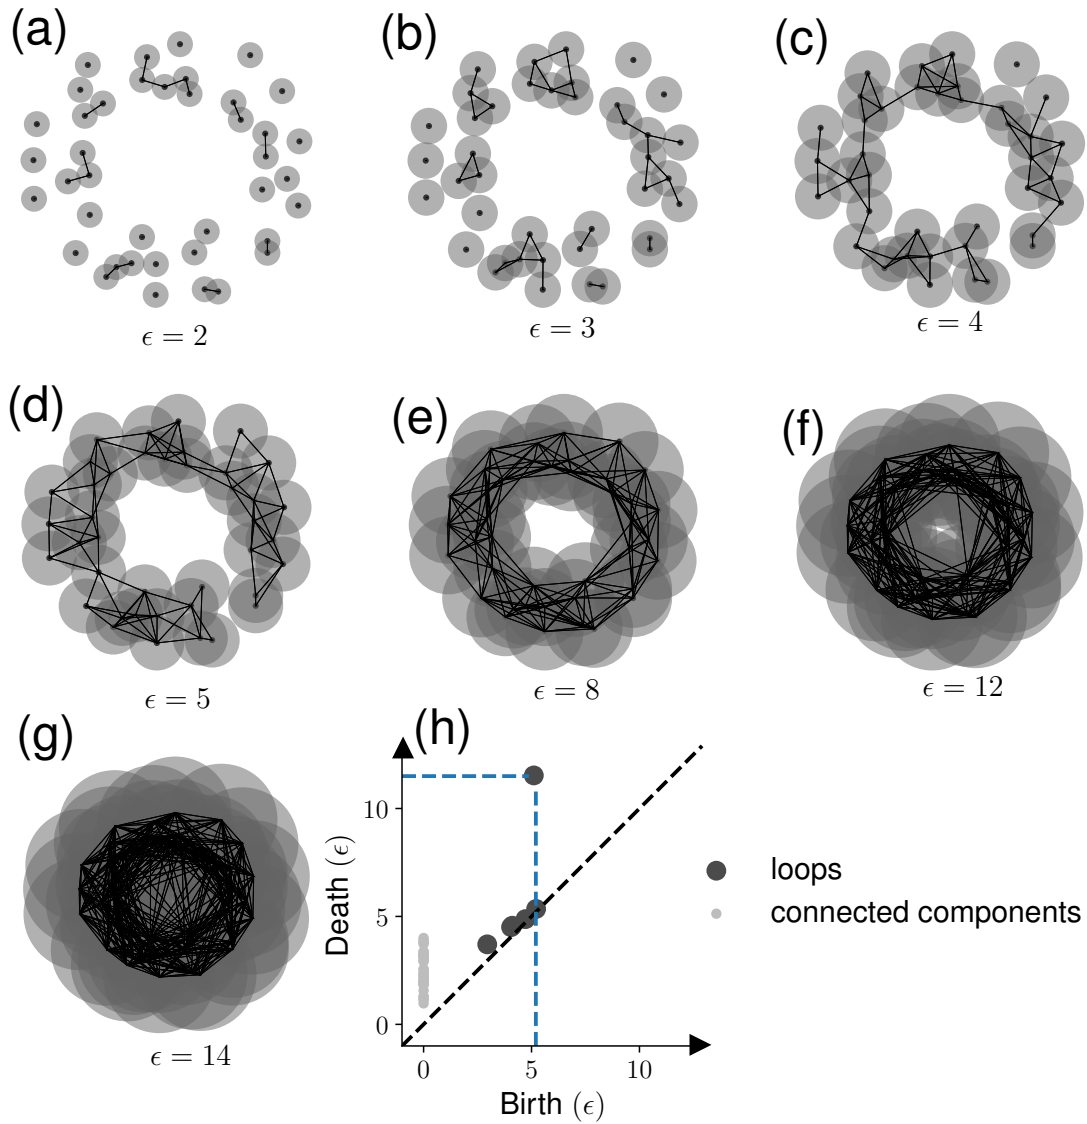 (a)
(b)
(c)
ϵ = 2
ϵ = 3
ϵ = 4
(d)
(e)
(f)
ϵ = 5
ϵ = 8
ϵ = 12
(g)
(h)
ϵ = 14
10
5
0
Death (ϵ)
0 5 10
Birth (ϵ)
loops
connected components